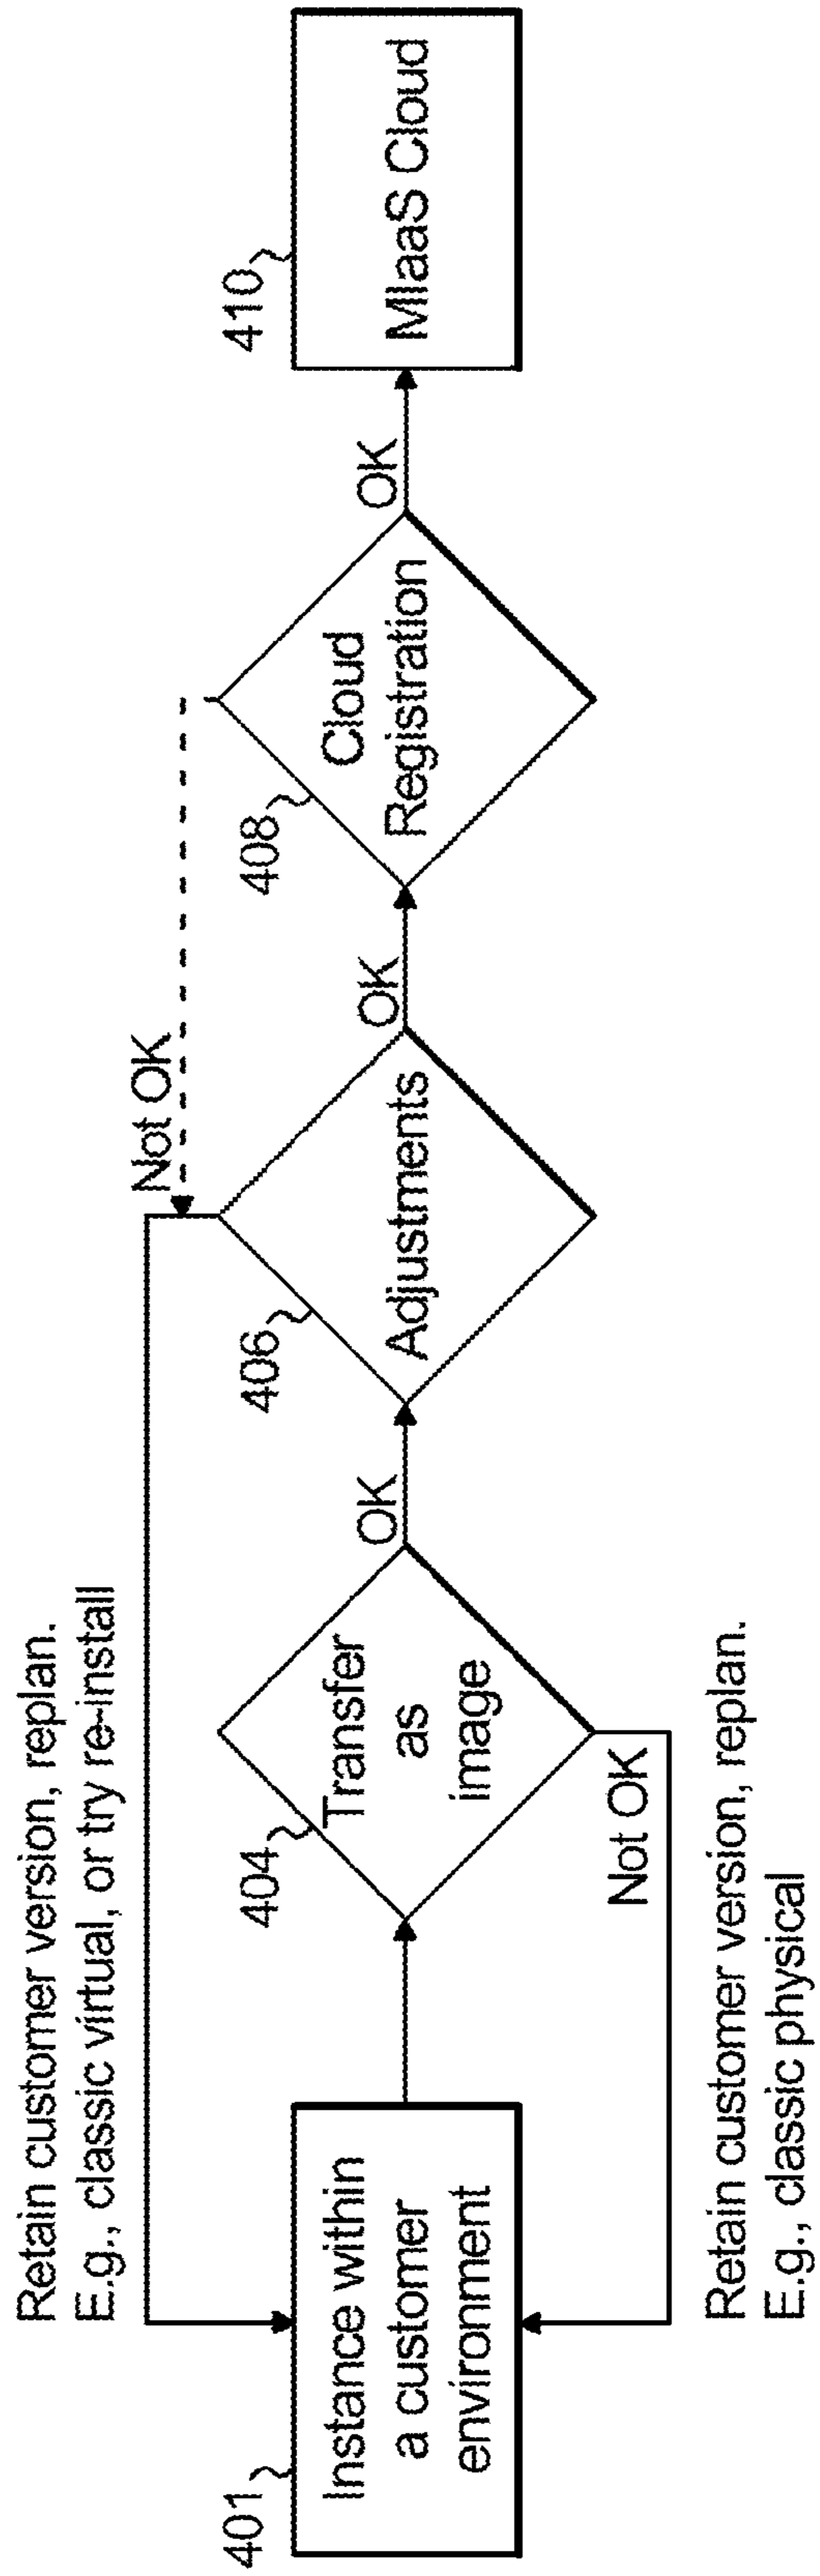 Retain customer version, replan.
E.g., classic virtual, or try re-install
Not OK
401
Instance within
a customer
environment
404
Transfer
as
image
OK
406
Adjustments
OK
408
Cloud
Registration
OK
410
MIaaS Cloud
Not OK
Retain customer version, replan.
E.g., classic physical